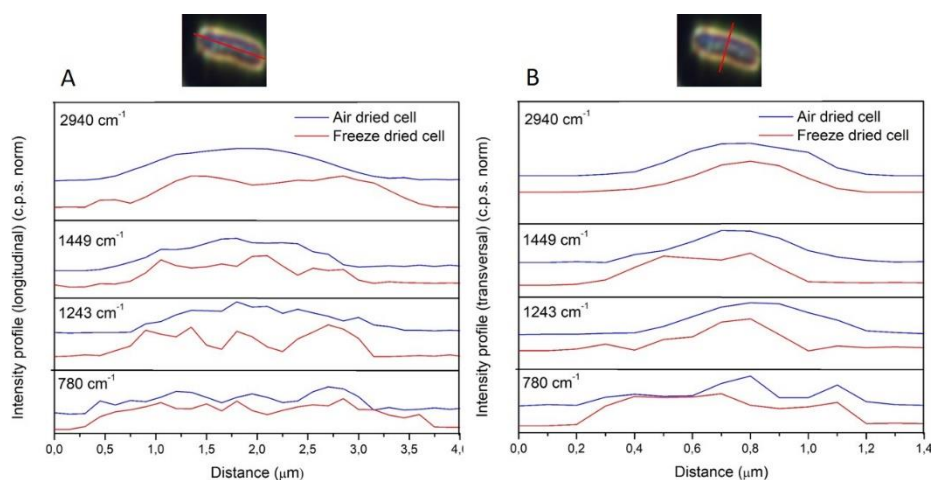 A
Intensity profile (longitudinal) (c.p.s. norm)
2940 cm⁻¹
Air dried cell
Freeze dried cell
1449 cm⁻¹
1243 cm⁻¹
780 cm⁻¹
0,0 0,5 1,0 1,5 2,0 2,5 3,0 3,5 4,
Distance (μm)
B
Intensity profile (transversal) (c.p.s. norm)
2940 cm⁻¹
Air dried cell
Freeze dried cell
1449 cm⁻¹
1243 cm⁻¹
780 cm⁻¹
0,0 0,2 0,4 0,6 0,8 1,0 1,2 1,4
Distance (μm)